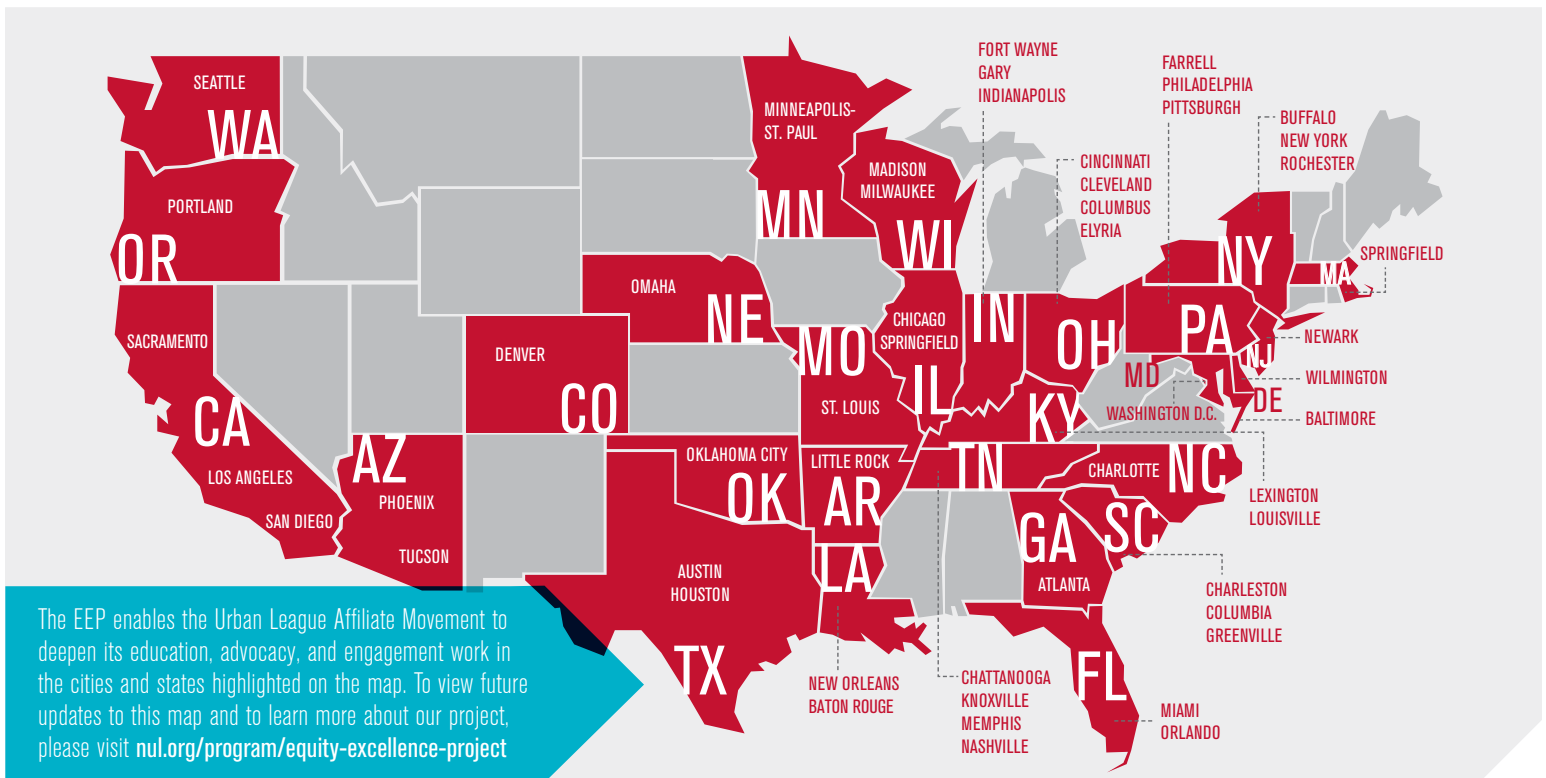 SEATTLE
WA
PORTLAND
OR
SACRAMENTO
CA
LOS ANGELES
SAN DIEGO
AZ
PHOENIX
TUCSON
DENVER
CO
OMAHA
NE
MINNEAPOLIS-
ST. PAUL
MN
MADISON
MILWAUKEE
WI
CHICAGO
SPRINGFIELD
IL
MO
ST. LOUIS
OKLAHOMA CITY
OK
LITTLE ROCK
AR
LA
AUSTIN
HOUSTON
TX
NEW ORLEANS
BATON ROUGE
FORT WAYNE
GARY
INDIANAPOLIS
IN
CINCINNATI
CLEVELAND
COLUMBUS
ELYRIA
OH
FARRELL
PHILADELPHIA
PITTSBURGH
PA
BUFFALO
NEW YORK
ROCHESTER
NY
SPRINGFIELD
MA
NEWARK
NJ
WILMINGTON
DE
BALTIMORE
MD
WASHINGTON D.C.
KY
LEXINGTON
LOUISVILLE
TN
CHATTANOOGA
KNOXVILLE
MEMPHIS
NASHVILLE
CHARLOTTE
NC
SC
CHARLESTON
COLUMBIA
GREENVILLE
GA
ATLANTA
FL
MIAMI
ORLANDO
The EEP enables the Urban League Affiliate Movement to
deepen its education, advocacy, and engagement work in
the cities and states highlighted on the map. To view future
updates to this map and to learn more about our project,
please visit nul.org/program/equity-excellence-project